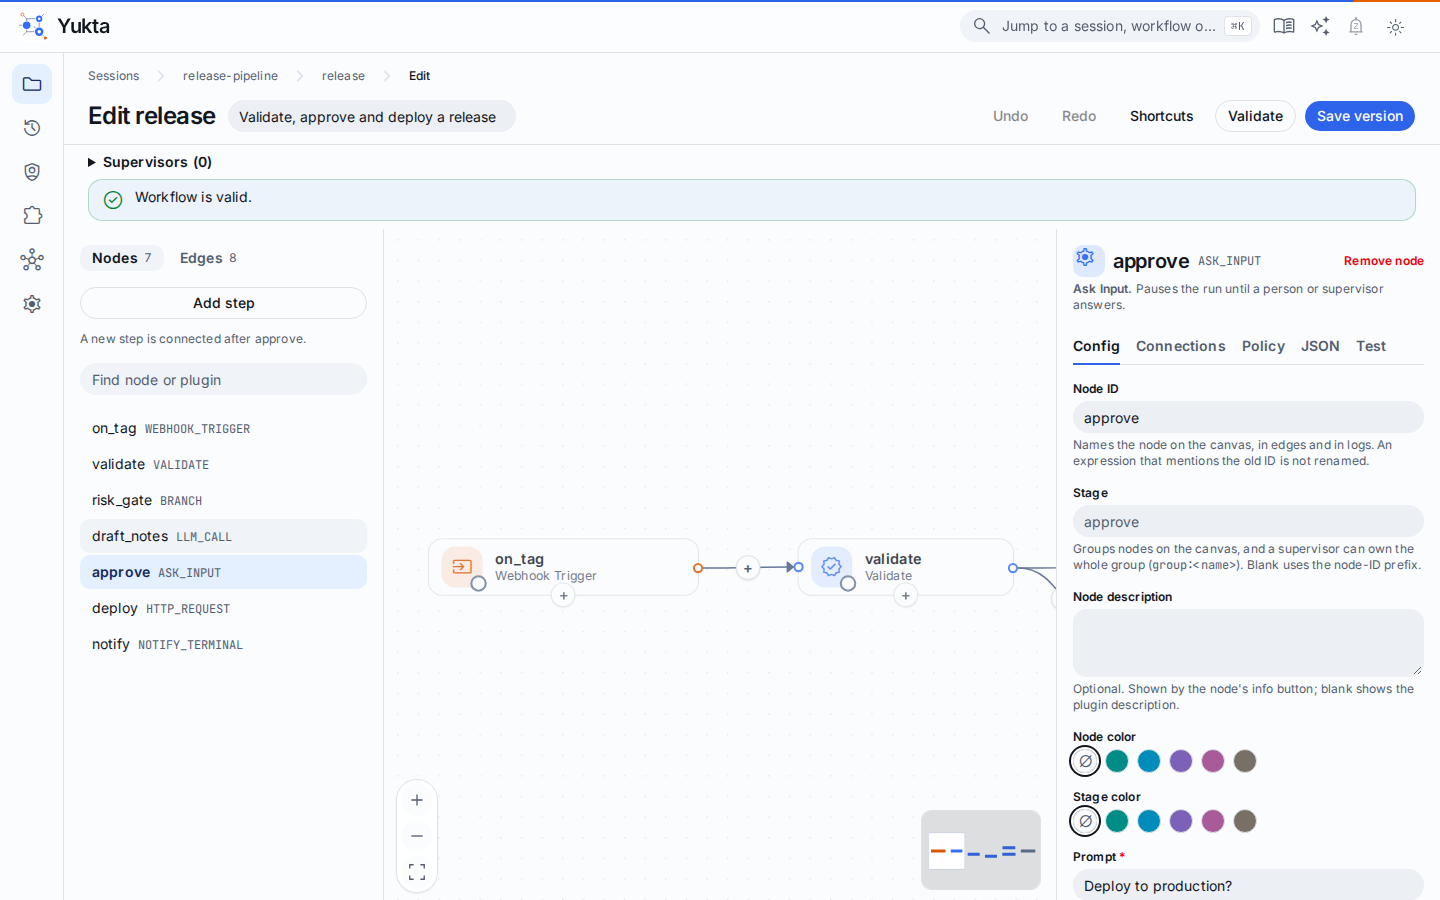 Yukta
Jump to a session, workflow o...
⌘K
Sessions
release-pipeline
release
Edit
Edit release
Validate, approve and deploy a release
Undo
Redo
Shortcuts
Validate
Save version
Supervisors (0)
Workflow is valid.
Nodes 7
Edges 8
Add step
A new step is connected after approve.
Find node or plugin
on_tag WEBHOOK_TRIGGER
validate VALIDATE
risk_gate BRANCH
draft_notes LLM_CALL
approve ASK_INPUT
deploy HTTP_REQUEST
notify NOTIFY_TERMINAL
on_tag
Webhook Trigger
validate
Validate
approve ASK_INPUT
Remove node
Ask Input. Pauses the run until a person or supervisor
answers.
Config
Connections
Policy
JSON
Test
Node ID
approve
Names the node on the canvas, in edges and in logs. An
expression that mentions the old ID is not renamed.
Stage
approve
Groups nodes on the canvas, and a supervisor can own the
whole group (group:<name>). Blank uses the node-ID prefix.
Node description
Optional. Shown by the node's info button; blank shows the
plugin description.
Node color
Stage color
Prompt *
Deploy to production?